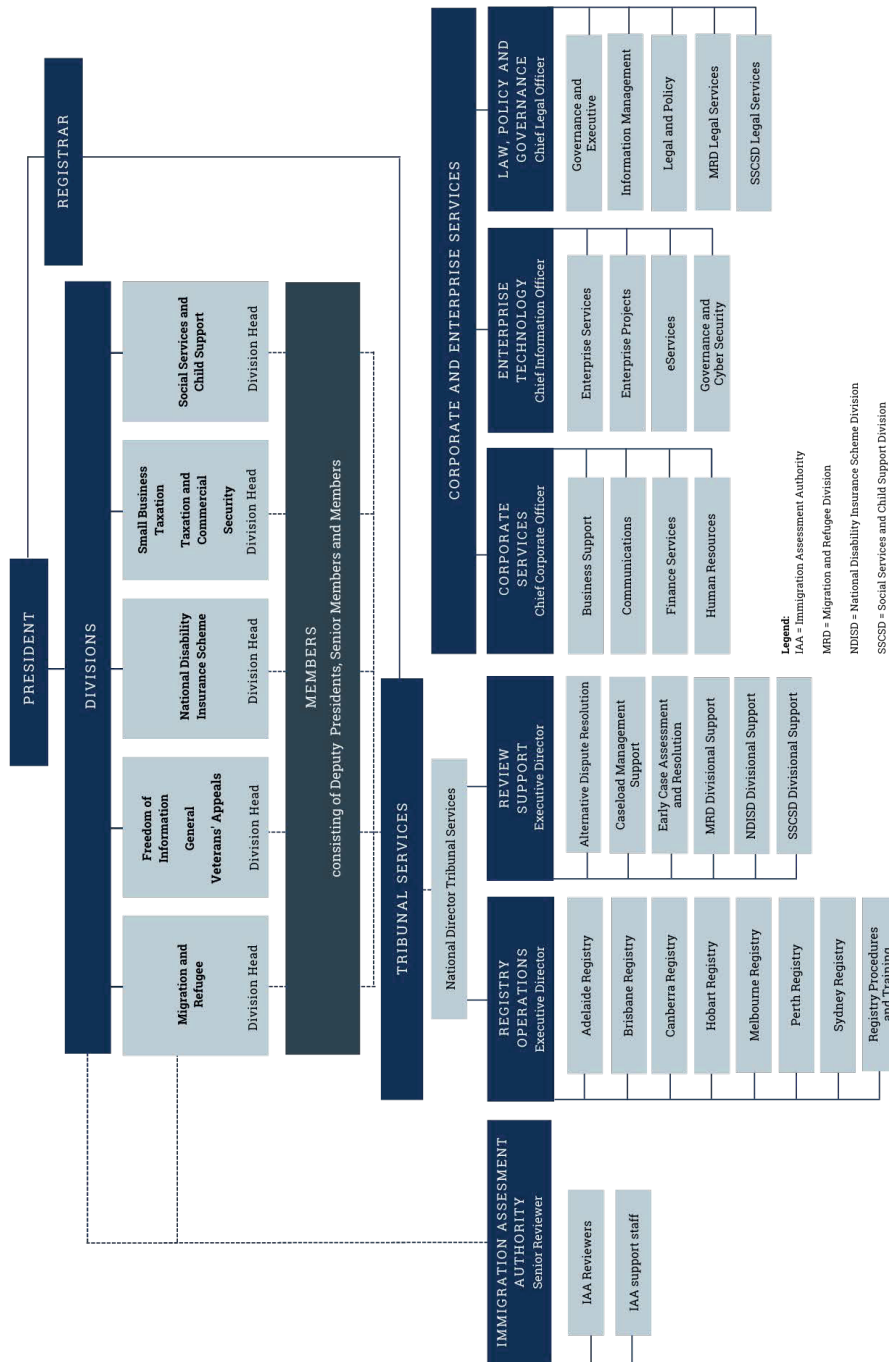 PRESIDENT
REGISTRAR
DIVISIONS
Migration and
Refugee
Division Head
Freedom of
Information
General
Veterans' Appeals
Division Head
National Disability
Insurance Scheme
Division Head
Small Business
Taxation
Taxation and
Commercial
Security
Division Head
Social Services and
Child Support
Division Head
MEMBERS
consisting of Deputy Presidents, Senior Members and Members
TRIBUNAL SERVICES
National Director Tribunal Services
IMMIGRATION ASSESMENT
AUTHORITY
Senior Reviewer
IAA Reviewers
IAA support staff
REGISTRY
OPERATIONS
Executive Director
Adelaide Registry
Brisbane Registry
Canberra Registry
Hobart Registry
Melbourne Registry
Perth Registry
Sydney Registry
Registry Procedures
and Training
REVIEW
SUPPORT
Executive Director
Alternative Dispute Resolution
Caseload Management
Support
Early Case Assessment
and Resolution
MRD Divisional Support
NDISD Divisional Support
SSCSD Divisional Support
CORPORATE AND ENTERPRISE SERVICES
CORPORATE
SERVICES
Chief Corporate Officer
Business Support
Communications
Finance Services
Human Resources
ENTERPRISE
TECHNOLOGY
Chief Information Officer
Enterprise Services
Enterprise Projects
eServices
Governance and
Cyber Security
LAW, POLICY AND
GOVERNANCE
Chief Legal Officer
Governance and
Executive
Information Management
Legal and Policy
MRD Legal Services
SSCSD Legal Services
Legend:
IAA = Immigration Assessment Authority
MRD = Migration and Refugee Division
NDISD = National Disability Insurance Scheme Division
SSCSD = Social Services and Child Support Division